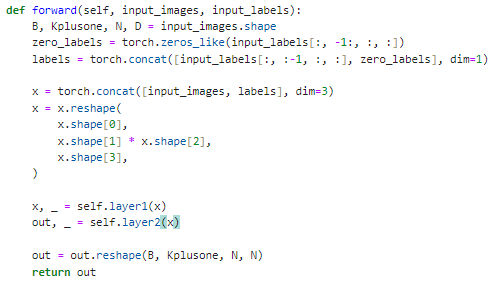 def forward(self, input_images, input_labels):
    B, Kplusone, N, D = input_images.shape
    zero_labels = torch.zeros_like(input_labels[:, -1:, :, :])
    labels = torch.concat([input_labels[:, :-1, :, :], zero_labels], dim=1)
    x = torch.concat([input_images, labels], dim=3)
    x = x.reshape(
        x.shape[0],
        x.shape[1] * x.shape[2],
        x.shape[3],
    )
    x, _ = self.layer1(x)
    out, _ = self.layer2(x)
    out = out.reshape(B, Kplusone, N, N)
    return out